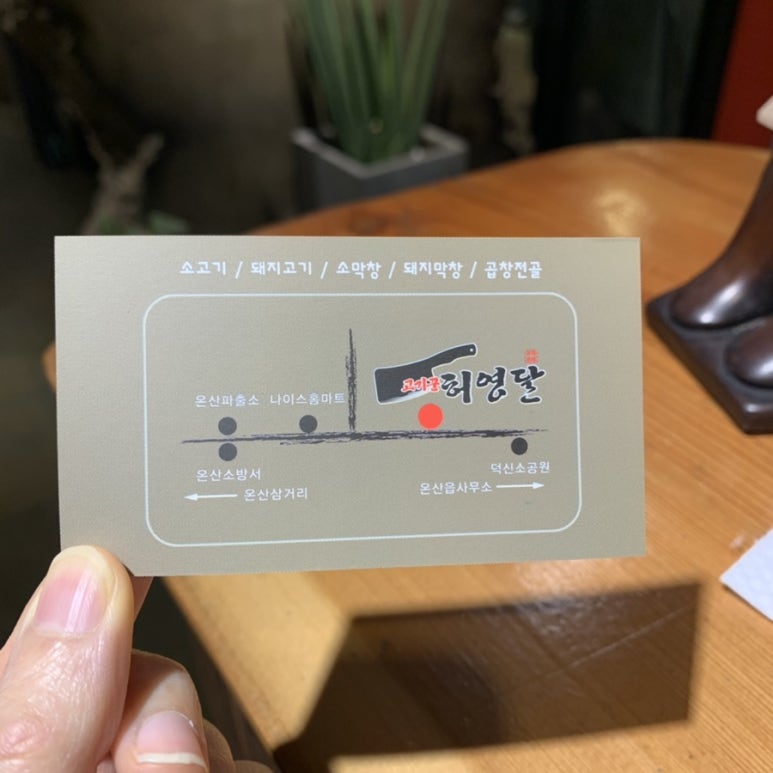 소고기 / 돼지고기 / 소막창 / 돼지막창 / 곱창전골
고기꾼 허영달
온산파출소 나이스홈마트
온산소방서 덕신소공원
온산삼거리 온산읍사무소